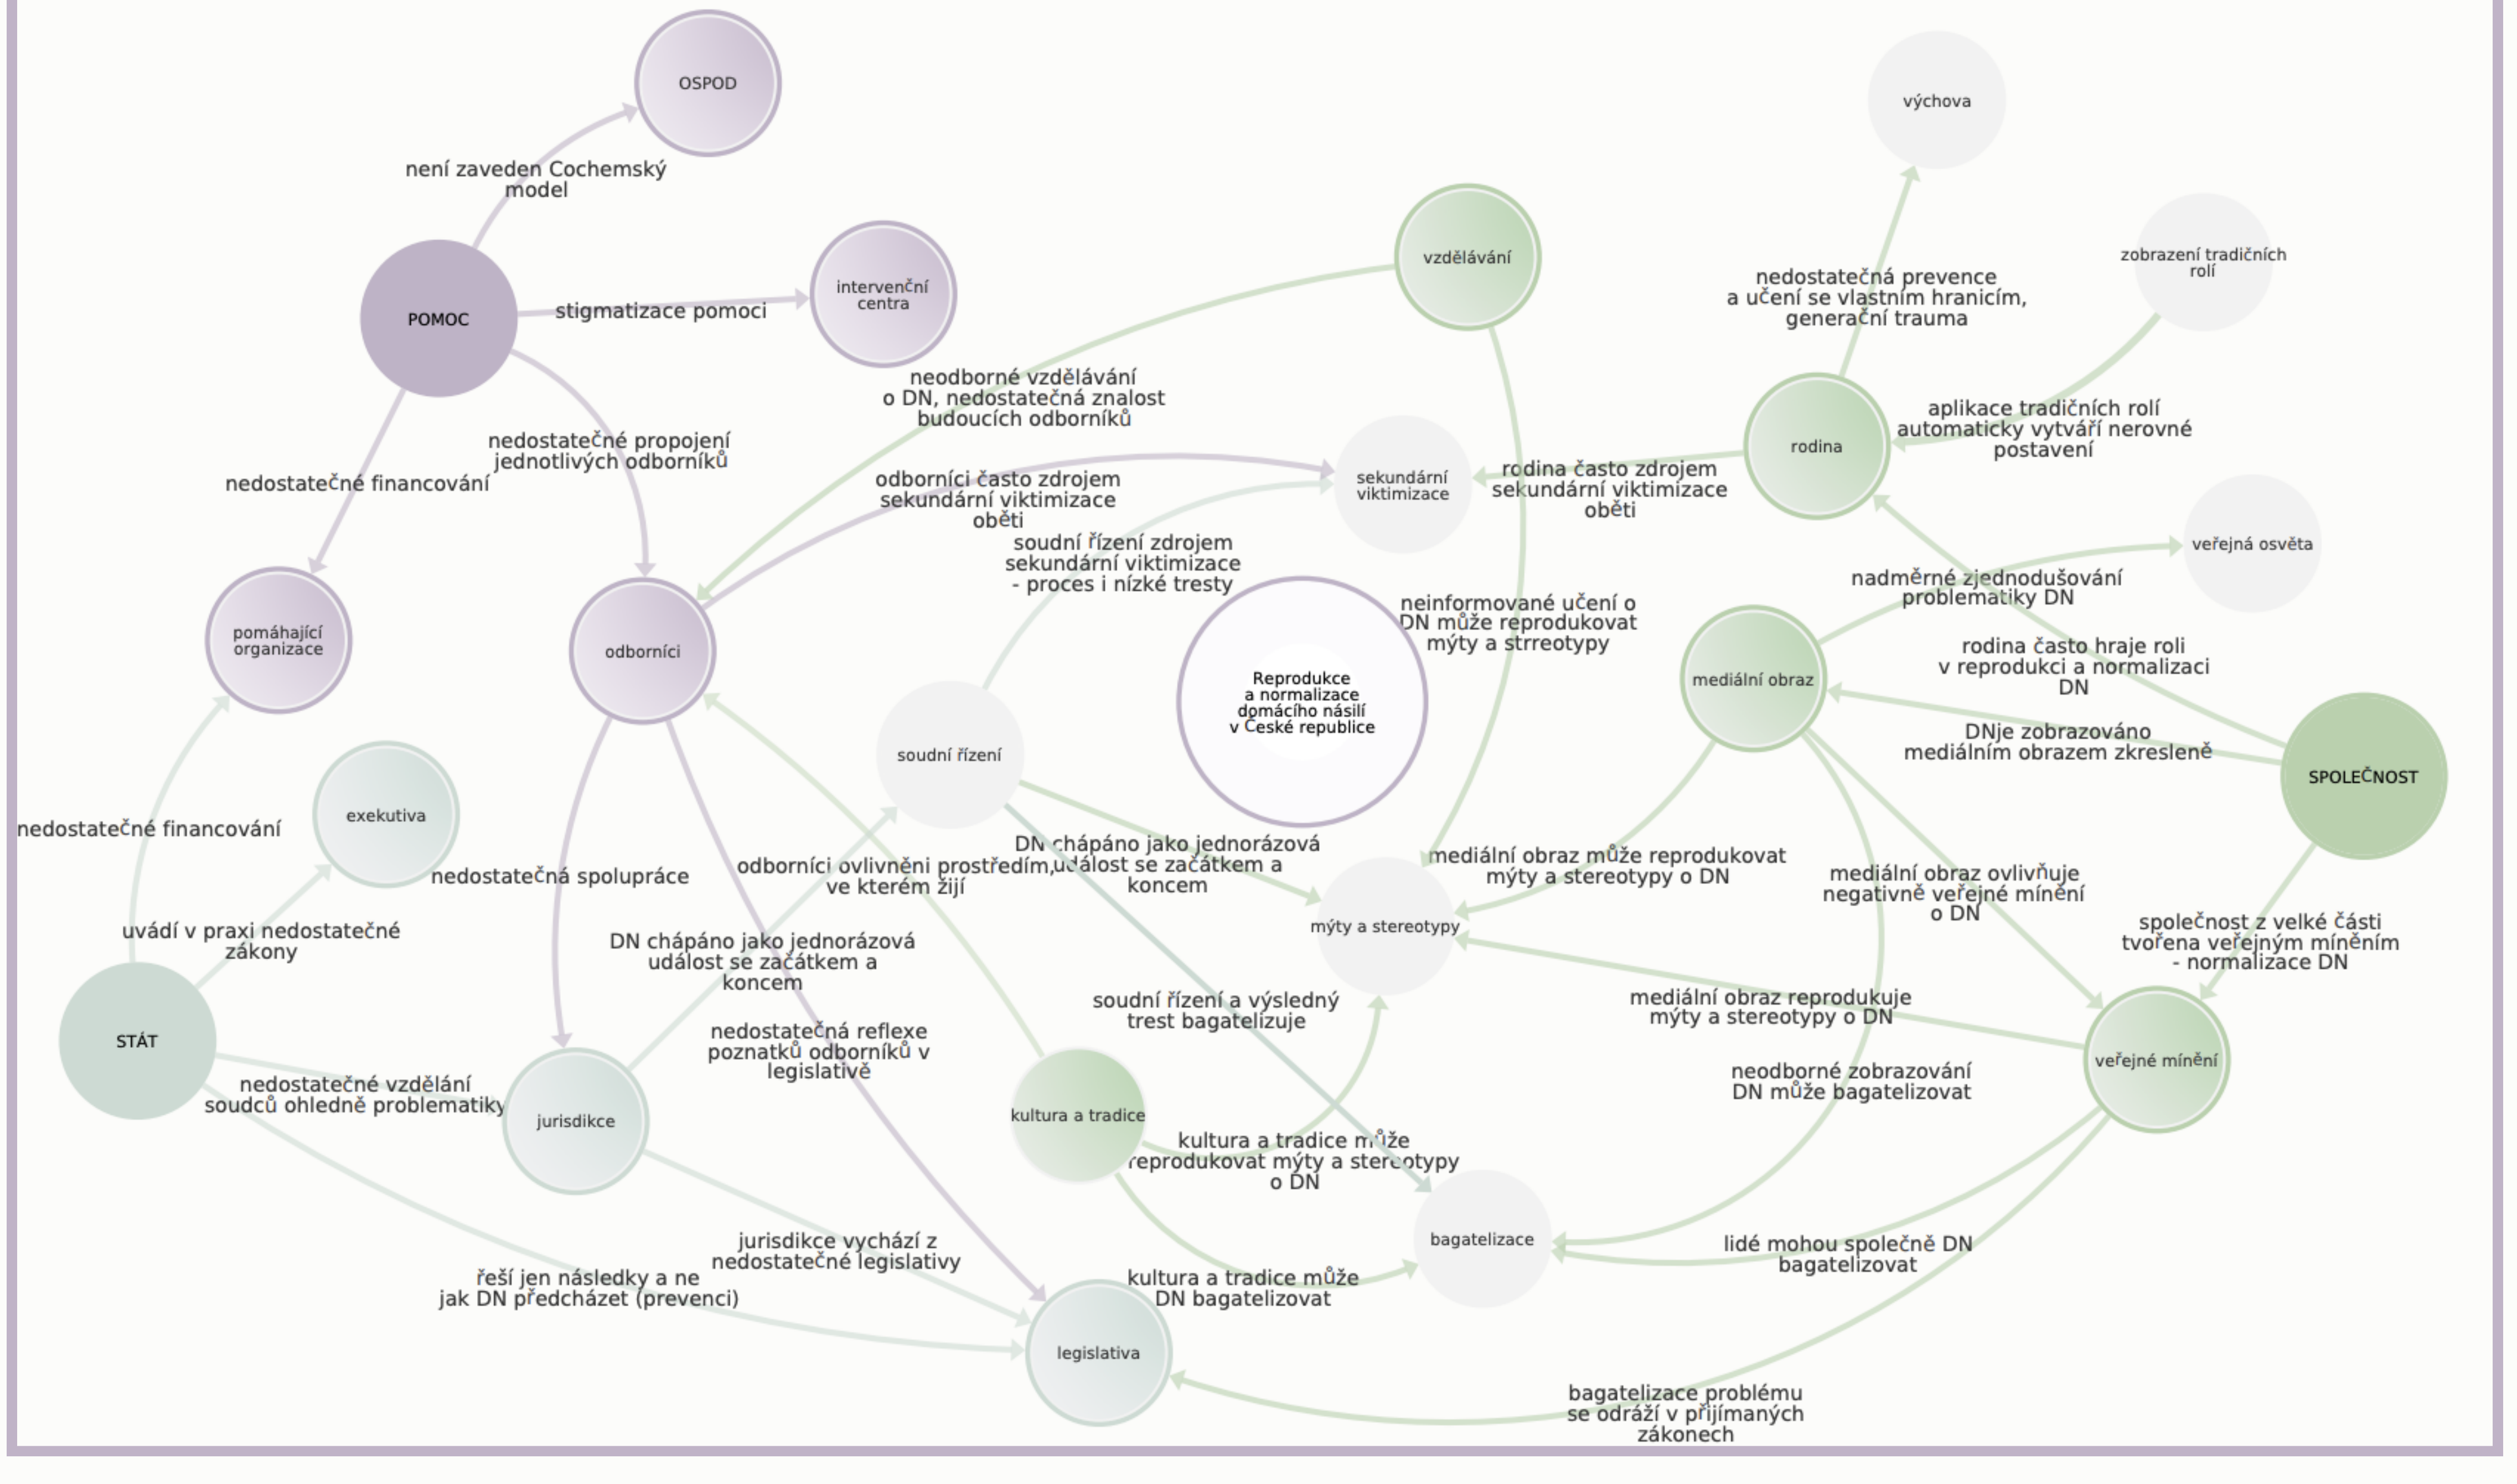 OSPOD
výchova
není zaveden Cochemský
model
vzdělávání
zobrazení tradičních
rolí
intervenční
centra
nedostatečná prevence
a učení se vlastním hranicím,
generační trauma
POMOC
stigmatizace pomoci
neodborné vzdělávání
o DN, nedostatečná znalost
budoucích odborníků
aplikace tradičních rolí
automaticky vytváří nerovné
postavení
nedostatečné propojení
jednotlivých odborníků
rodina
nedostatečné financování
odborníci často zdrojem
sekundární viktimizace
oběti
sekundární
viktimizace
rodina často zdrojem
sekundární viktimizace
oběti
soudní řízení zdrojem
sekundární viktimizace
- proces i nízké tresty
veřejná osvěta
nadměrné zjednodušování
problematiky DN
neinformované učení o
DN může reprodukovat
mýty a strreotypy
pomáhající
organizace
odborníci
rodina často hraje roli
v reprodukci a normalizaci
DN
Reprodukce
a normalizace
domácího násilí
v České republice
mediální obraz
DNje zobrazováno
mediálním obrazem zkresleně
soudní řízení
SPOLEČNOST
exekutiva
nedostatečné financování
DN chápáno jako jednorázová
událost se začátkem a
koncem
odborníci ovlivněni prostředím,
ve kterém žijí
mediální obraz může reprodukovat
mýty a stereotypy o DN
nedostatečná spolupráce
mediální obraz ovlivňuje
negativně veřejné mínění
o DN
mýty a stereotypy
společnost z velké části
tvořena veřejným míněním
- normalizace DN
uvádí v praxi nedostatečné
zákony
DN chápáno jako jednorázová
událost se začátkem a
koncem
soudní řízení a výsledný
trest bagatelizuje
mediální obraz reprodukuje
mýty a stereotypy o DN
STÁT
nedostatečná reflexe
poznatků odborníků v
legislativě
veřejné mínění
nedostatečné vzdělání
soudců ohledně problematiky
neodborné zobrazování
DN může bagatelizovat
jurisdikce
kultura a tradice
kultura a tradice může
reprodukovat mýty a stereotypy
o DN
bagatelizace
jurisdikce vychází z
nedostatečné legislativy
lidé mohou společně DN
bagatelizovat
řeší jen následky a ne
jak DN předcházet (prevenci)
kultura a tradice může
DN bagatelizovat
legislativa
bagatelizace problému
se odráží v přijímaných
zákonech